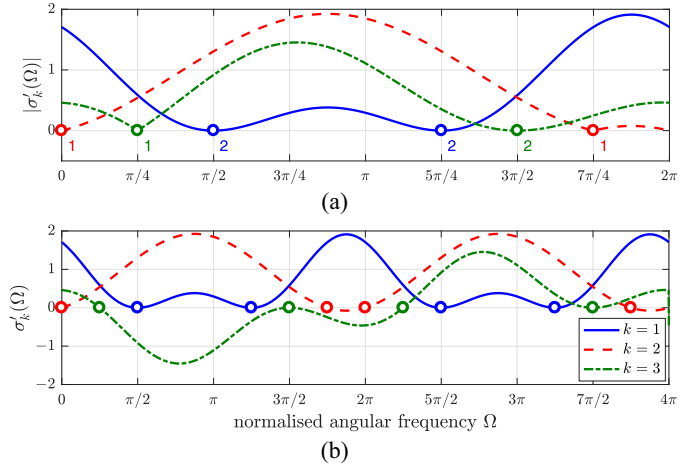 2
1
0
|σ′k(Ω)|
1 1 2 2 2 1
0 π/4 π/2 3π/4 π 5π/4 3π/2 7π/4 2π
(a)
2
1
0
−1
−2
σ′k(Ω)
k = 1
k = 2
k = 3
0 π/2 π 3π/2 2π 5π/2 3π 7π/2 4π
normalised angular frequency Ω
(b)